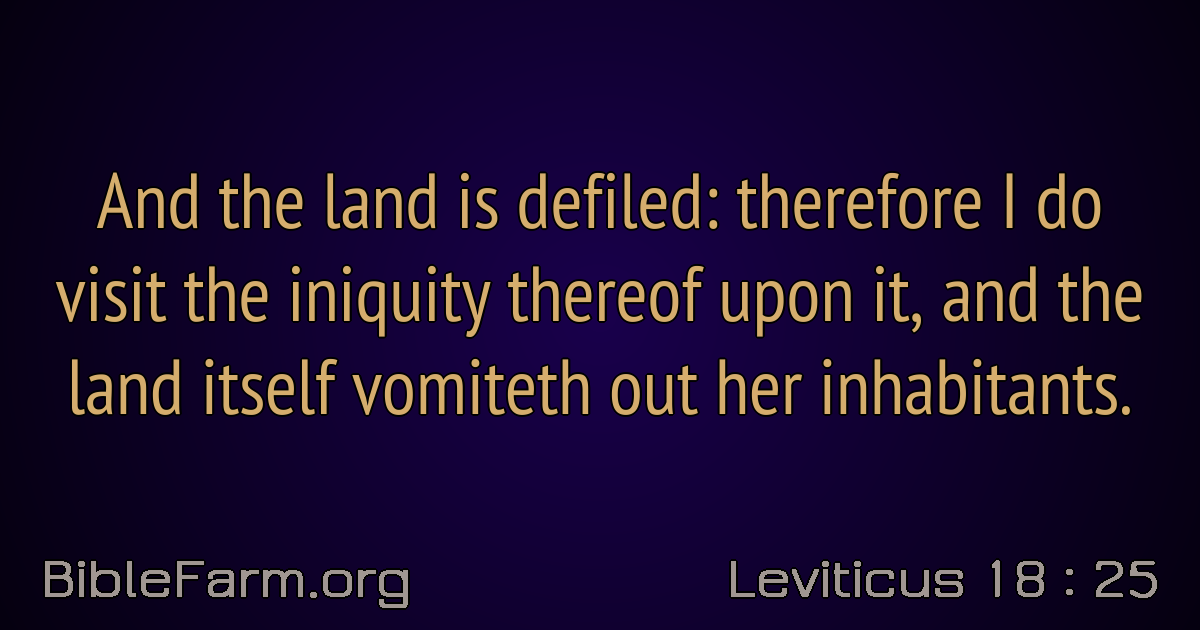 And the land is defiled: therefore I do
visit the iniquity thereof upon it, and the
land itself vomiteth out her inhabitants.
BibleFarm.org
Leviticus 18 : 25